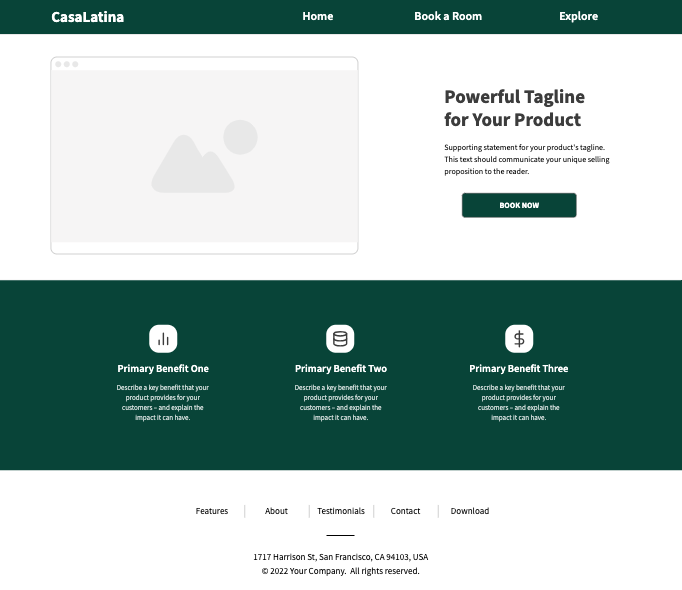 CasaLatina
Home
Book a Room
Explore
Powerful Tagline
for Your Product
Supporting statement for your product's tagline.
This text should communicate your unique selling
proposition to the reader.
BOOK NOW
Primary Benefit One
Describe a key benefit that your
product provides for your
customers – and explain the
impact it can have.
Primary Benefit Two
Describe a key benefit that your
product provides for your
customers – and explain the
impact it can have.
Primary Benefit Three
Describe a key benefit that your
product provides for your
customers – and explain the
impact it can have.
Features
About
Testimonials
Contact
Download
1717 Harrison St, San Francisco, CA 94103, USA
© 2022 Your Company.  All rights reserved.